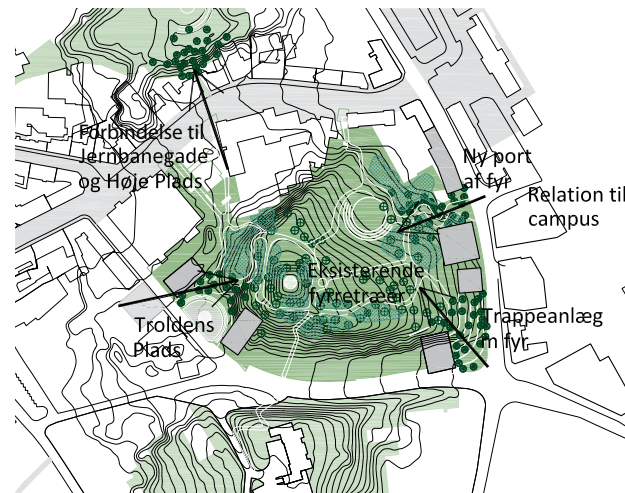 Forbindelse til
Jernbanegade
og Høje Plads
Ny port
af fyr
Relation til
campus
Eksisterende
fyrretræer
Troldens
Plads
Trappeanlæg
m fyr